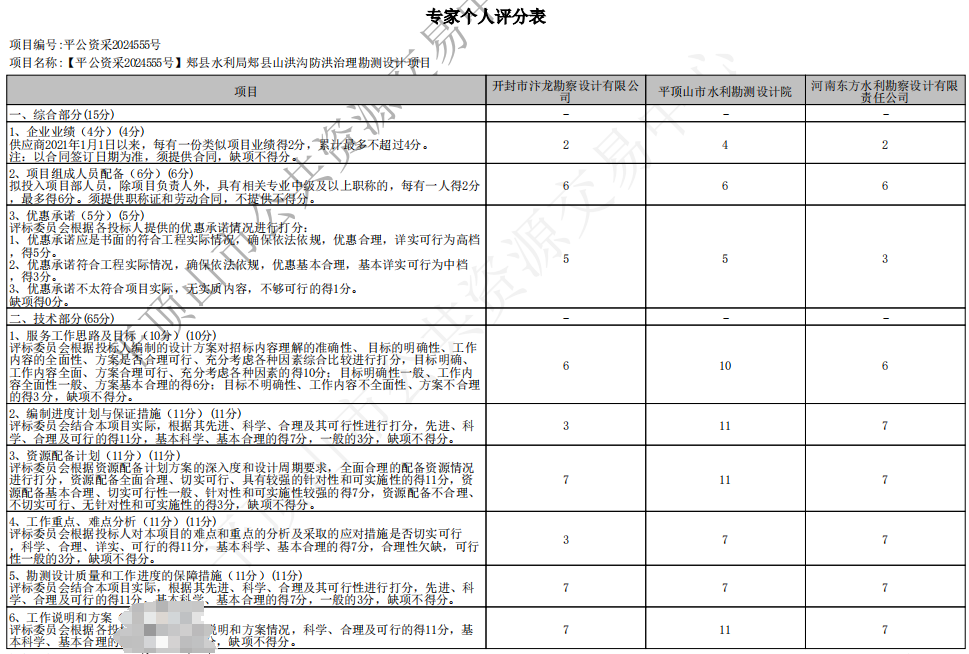 专家个人评分表
项目编号:平公资采2024555号
项目名称:【平公资采2024555号】郏县水利局郏县山洪沟防洪治理勘测设计项目
项目 开封市汴龙勘察设计有限公司 平顶山市水利勘测设计院 河南东方水利勘察设计有限责任公司
一、综合部分(15分) - - -
1、企业业绩（4分）(4分)
供应商2021年1月1日以来，每有一份类似项目业绩得2分，累计最多不超过4分。
注：以合同签订日期为准，须提供合同，缺项不得分。
2 4 2
2、项目组成人员配备（6分）(6分)
拟投入项目部人员，除项目负责人外，具有相关专业中级及以上职称的，每有一人得2分
，最多得6分。须提供职称证和劳动合同，不提供不得分。
6 6 6
3、优惠承诺（5分）(5分)
评标委员会根据各投标人提供的优惠承诺情况进行打分：
1、优惠承诺应是书面的符合工程实际情况，确保依法依规，优惠合理，详实可行为高档
，得5分。
2、优惠承诺符合工程实际情况，确保依法依规，优惠基本合理，基本详实可行为中档
，得3分。
3、优惠承诺不太符合项目实际，无实质内容，不够可行的得1分。
缺项得0分。
5 5 3
二、技术部分(65分) - - -
1、服务工作思路及目标（10分）(10分)
评标委员会根据投标人编制的设计方案对招标内容理解的准确性、目标的明确性、工作
内容的全面性、方案是否合理可行、充分考虑各种因素综合比较进行打分，目标明确、
工作内容全面、方案合理可行、充分考虑各种因素的得10分；目标明确性一般、工作内
容全面性一般、方案基本合理的得6分；目标不明确性、工作内容不全面性、方案不合理
的得3分，缺项不得分。
6 10 6
2、编制进度计划与保证措施（11分）(11分)
评标委员会结合本项目实际，根据其先进、科学、合理及其可行性进行打分，先进、科
学、合理及可行的得11分，基本科学、基本合理的得7分，一般的3分，缺项不得分。
3 11 7
3、资源配备计划（11分）(11分)
评标委员会根据资源配备计划方案的深入度和设计周期要求，全面合理的配备资源情况
进行打分，资源配备全面合理、切实可行、具有较强的针对性和可实施性的得11分，资
源配备基本合理、切实可行性一般、针对性和可实施性较强的得7分，资源配备不合理、
不切实可行、无针对性和可实施性的得3分，缺项不得分。
7 11 7
4、工作重点、难点分析（11分）(11分)
评标委员会根据投标人对本项目的难点和重点的分析及采取的应对措施是否切实可行
，科学、合理、详实、可行的得11分，基本科学、基本合理的得7分，合理性欠缺，可行
性一般的3分，缺项不得分。
3 7 7
5、勘测设计质量和工作进度的保障措施（11分）(11分)
评标委员会结合本项目实际，根据其先进、科学、合理及其可行性进行打分，先进、科
学、合理及可行的得11分，基本科学、基本合理的得7分，一般的3分，缺项不得分。
7 7 7
6、工作说明和方案
评标委员会根据各投 说明和方案情况，科学、合理及可行的得11分，基
本科学、基本合理的 分，缺项不得分。
7 11 7
平顶山市公共资源交易中心
平顶山市公共资源交易中心